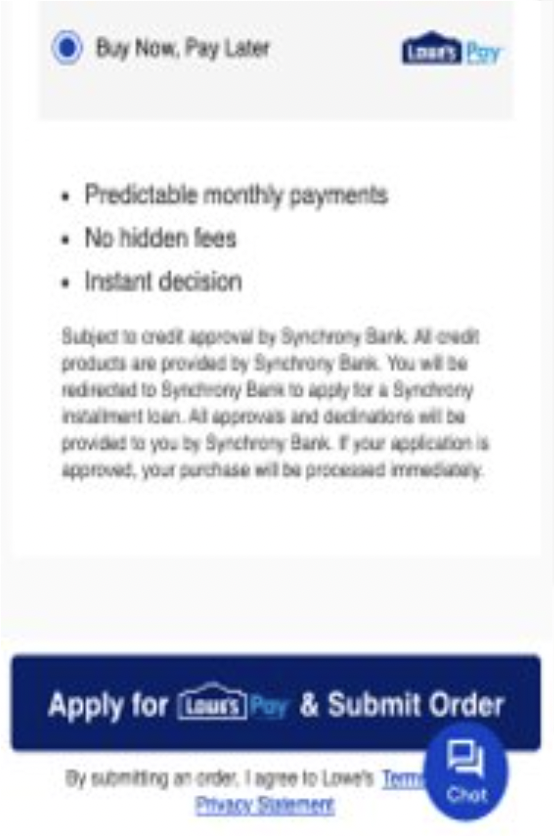 Buy Now, Pay Later Lowe's Pay
• Predictable monthly payments
• No hidden fees
• Instant decision
Subject to credit approval by Synchrony Bank. All credit
products are provided by Synchrony Bank. You will be
redirected to Synchrony Bank to apply for a Synchrony
installment loan. All approvals and declinations will be
provided to you by Synchrony Bank. If your application is
approved, your purchase will be processed immediately.
Apply for Lowe's Pay & Submit Order
By submitting an order, I agree to Lowe's
Privacy Statement
Chat